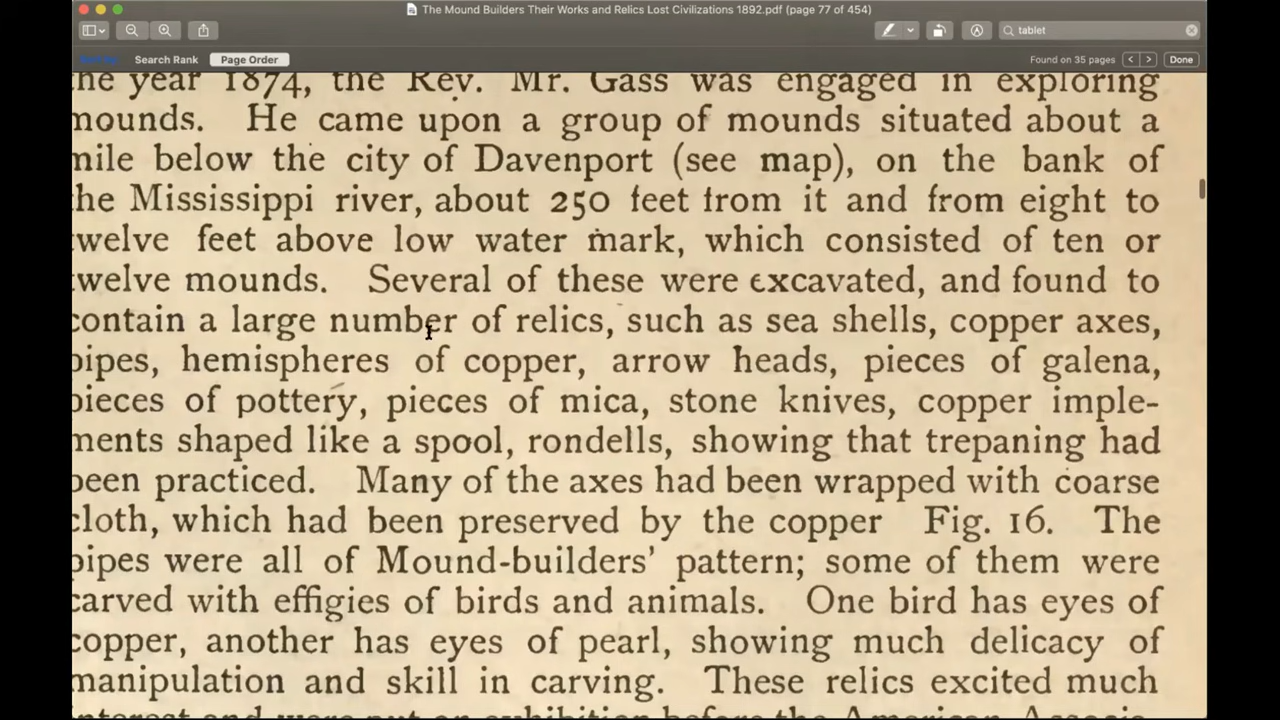 The Mound Builders Their Works and Relics Lost Civilizations 1892.pdf (page 77 of 454)
tablet
Search Rank Page Order Found on 35 pages Done
the year 1874, the Rev. Mr. Gass was engaged in exploring
mounds. He came upon a group of mounds situated about a
mile below the city of Davenport (see map), on the bank of
the Mississippi river, about 250 feet from it and from eight to
twelve feet above low water mark, which consisted of ten or
twelve mounds. Several of these were excavated, and found to
contain a large number of relics, such as sea shells, copper axes,
pipes, hemispheres of copper, arrow heads, pieces of galena,
pieces of pottery, pieces of mica, stone knives, copper imple-
ments shaped like a spool, rondells, showing that trepaning had
been practiced. Many of the axes had been wrapped with coarse
cloth, which had been preserved by the copper Fig. 16. The
pipes were all of Mound-builders' pattern; some of them were
carved with effigies of birds and animals. One bird has eyes of
copper, another has eyes of pearl, showing much delicacy of
manipulation and skill in carving. These relics excited much